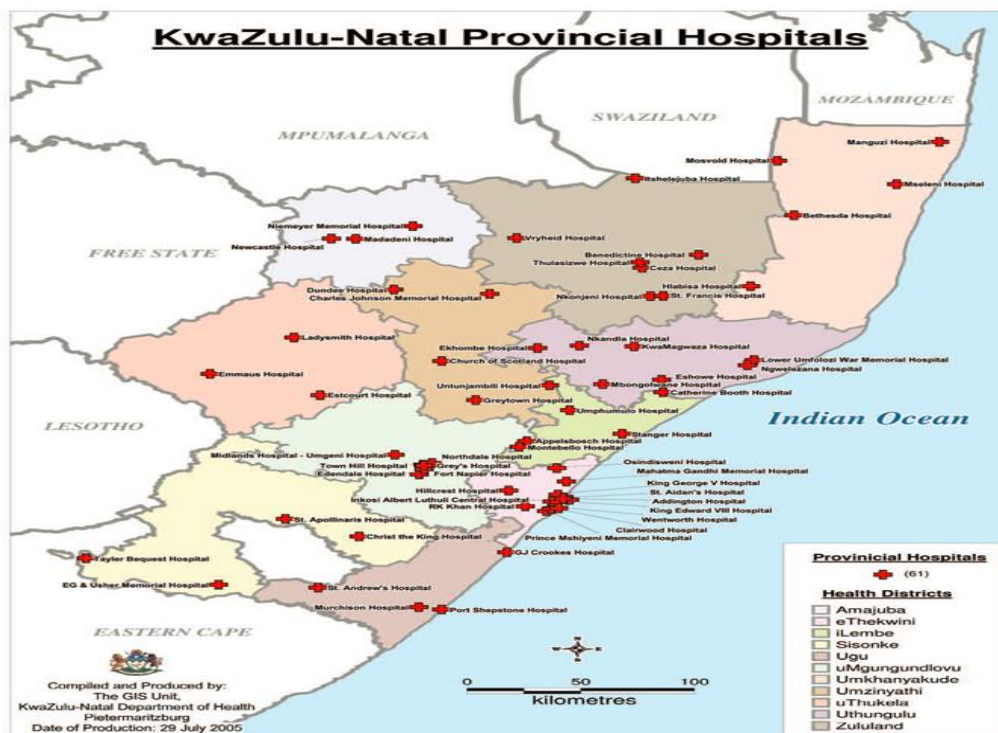 KwaZulu-Natal Provincial Hospitals
MOZAMBIQUE
SWAZILAND
MPUMALANGA
Manguzi Hospital
Mosvold Hospital
Itshelejuba Hospital
Mseleni Hospital
Bethesda Hospital
Niemeyer Memorial Hospital
Newcastle Hospital
Madadeni Hospital
Vryheid Hospital
FREE STATE
Benedictine Hospital
Thulasizwe Hospital
Ceza Hospital
Dundee Hospital
Charles Johnson Memorial Hospital
Hlabisa Hospital
Nkonjeni Hospital
St. Francis Hospital
Ladysmith Hospital
Nkandla Hospital
Ekhombe Hospital
KwaMagwaza Hospital
Church of Scotland Hospital
Lower Umfolozi War Memorial Hospital
Ngwelezana Hospital
Emmaus Hospital
Eshowe Hospital
Untunjambili Hospital
Mbongolwane Hospital
Catherine Booth Hospital
Estcourt Hospital
Greytown Hospital
Umphumulo Hospital
Indian Ocean
LESOTHO
Stanger Hospital
Appelsbosch Hospital
Montebello Hospital
Midlands Hospital - Umgeni Hospital
Northdale Hospital
Town Hill Hospital
Grey's Hospital
Edendale Hospital
Fort Napier Hospital
Osindisweni Hospital
Mahatma Gandhi Memorial Hospital
King George V Hospital
Hillcrest Hospital
St. Aidan's Hospital
Inkosi Albert Luthuli Central Hospital
Addington Hospital
RK Khan Hospital
King Edward VIII Hospital
Wentworth Hospital
St. Apollinaris Hospital
Clairwood Hospital
Christ the King Hospital
Prince Mshiyeni Memorial Hospital
GJ Crookes Hospital
Tayler Bequest Hospital
EG & Usher Memorial Hospital
St. Andrew's Hospital
Murchison Hospital
Port Shepstone Hospital
EASTERN CAPE
Compiled and Produced by:
The GIS Unit,
KwaZulu-Natal Department of Health
Pietermaritzburg
Date of Production: 29 July 2005
N
W
E
S
0 50 100
kilometres
Provinicial Hospitals
(61)
Health Districts
Amajuba
eThekwini
iLembe
Sisonke
Ugu
uMgungundlovu
Umkhanyakude
Umzinyathi
uThukela
Uthungulu
Zululand